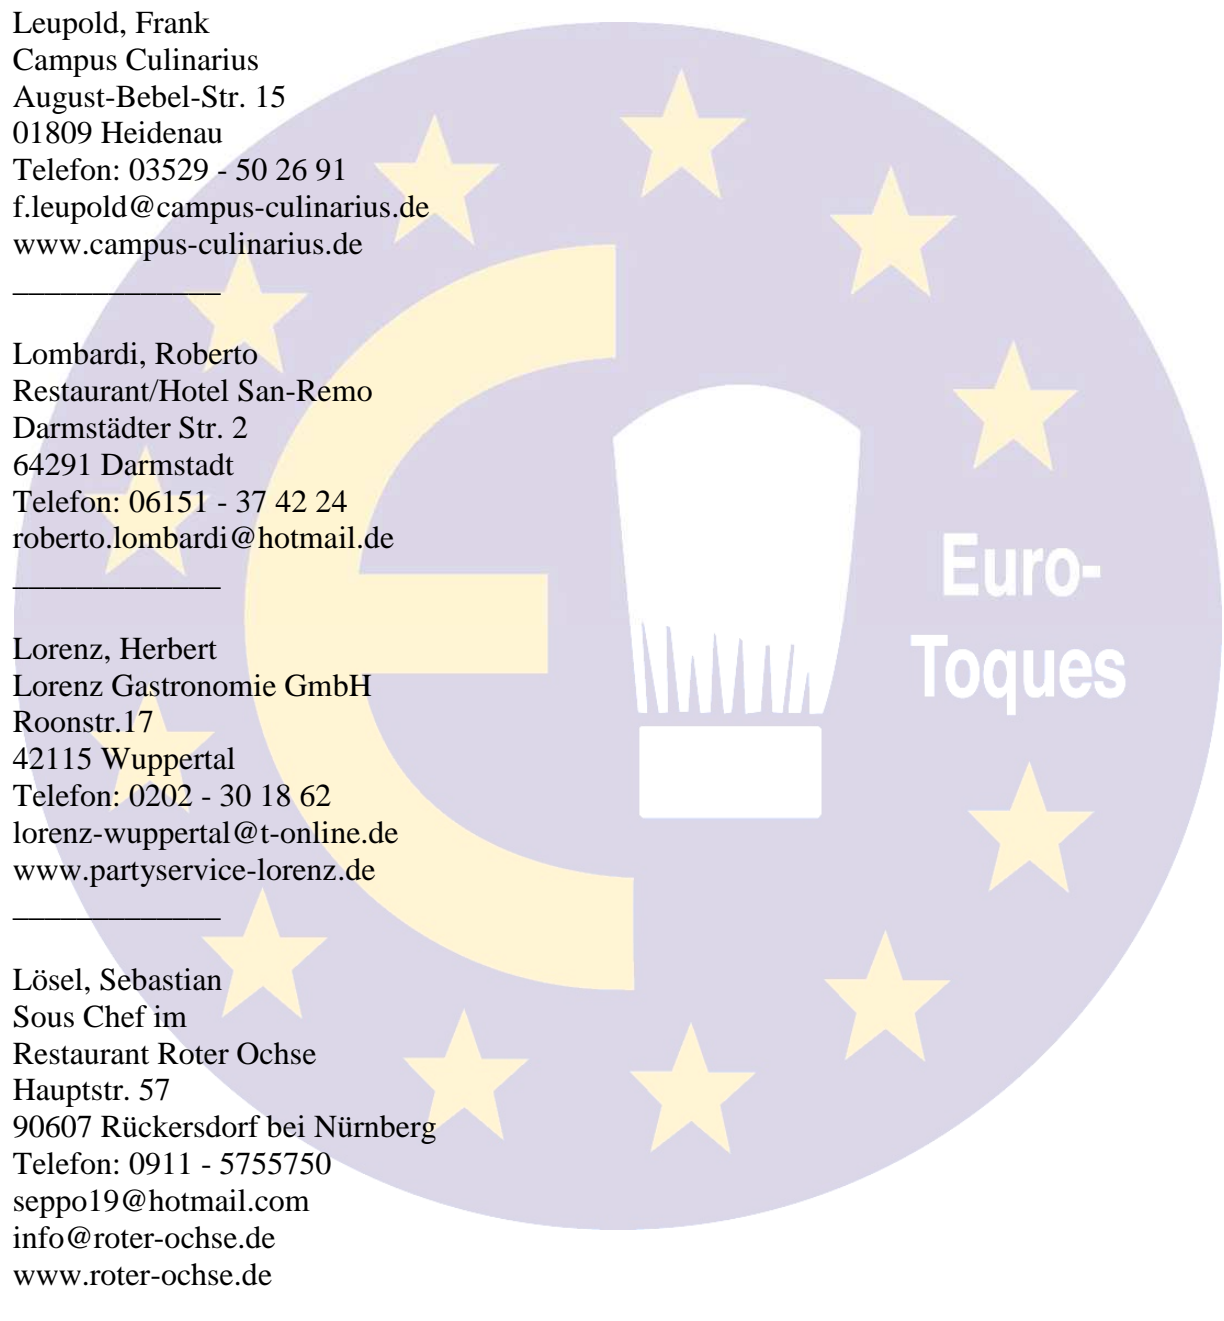 Leupold, Frank
Campus Culinarius
August-Bebel-Str. 15
01809 Heidenau
Telefon: 03529 - 50 26 91
f.leupold@campus-culinarius.de
www.campus-culinarius.de
_____________
Lombardi, Roberto
Restaurant/Hotel San-Remo
Darmstädter Str. 2
64291 Darmstadt
Telefon: 06151 - 37 42 24
roberto.lombardi@hotmail.de
_____________
Lorenz, Herbert
Lorenz Gastronomie GmbH
Roonstr.17
42115 Wuppertal
Telefon: 0202 - 30 18 62
lorenz-wuppertal@t-online.de
www.partyservice-lorenz.de
_____________
Lösel, Sebastian
Sous Chef im
Restaurant Roter Ochse
Hauptstr. 57
90607 Rückersdorf bei Nürnberg
Telefon: 0911 - 5755750
seppo19@hotmail.com
info@roter-ochse.de
www.roter-ochse.de
Euro-
Toques